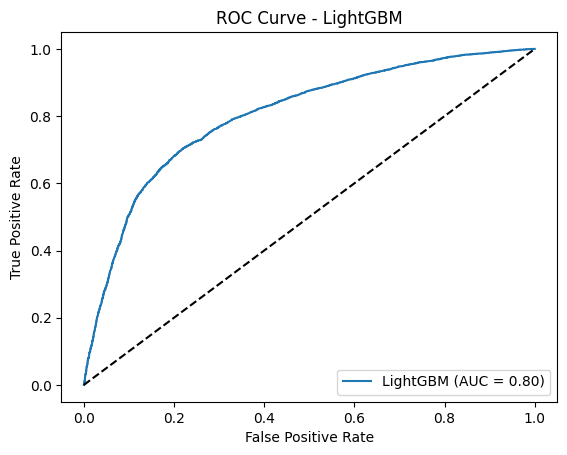 ROC Curve - LightGBM
True Positive Rate
1.0
0.8
0.6
0.4
0.2
0.0
0.0 0.2 0.4 0.6 0.8 1.0
False Positive Rate
LightGBM (AUC = 0.80)